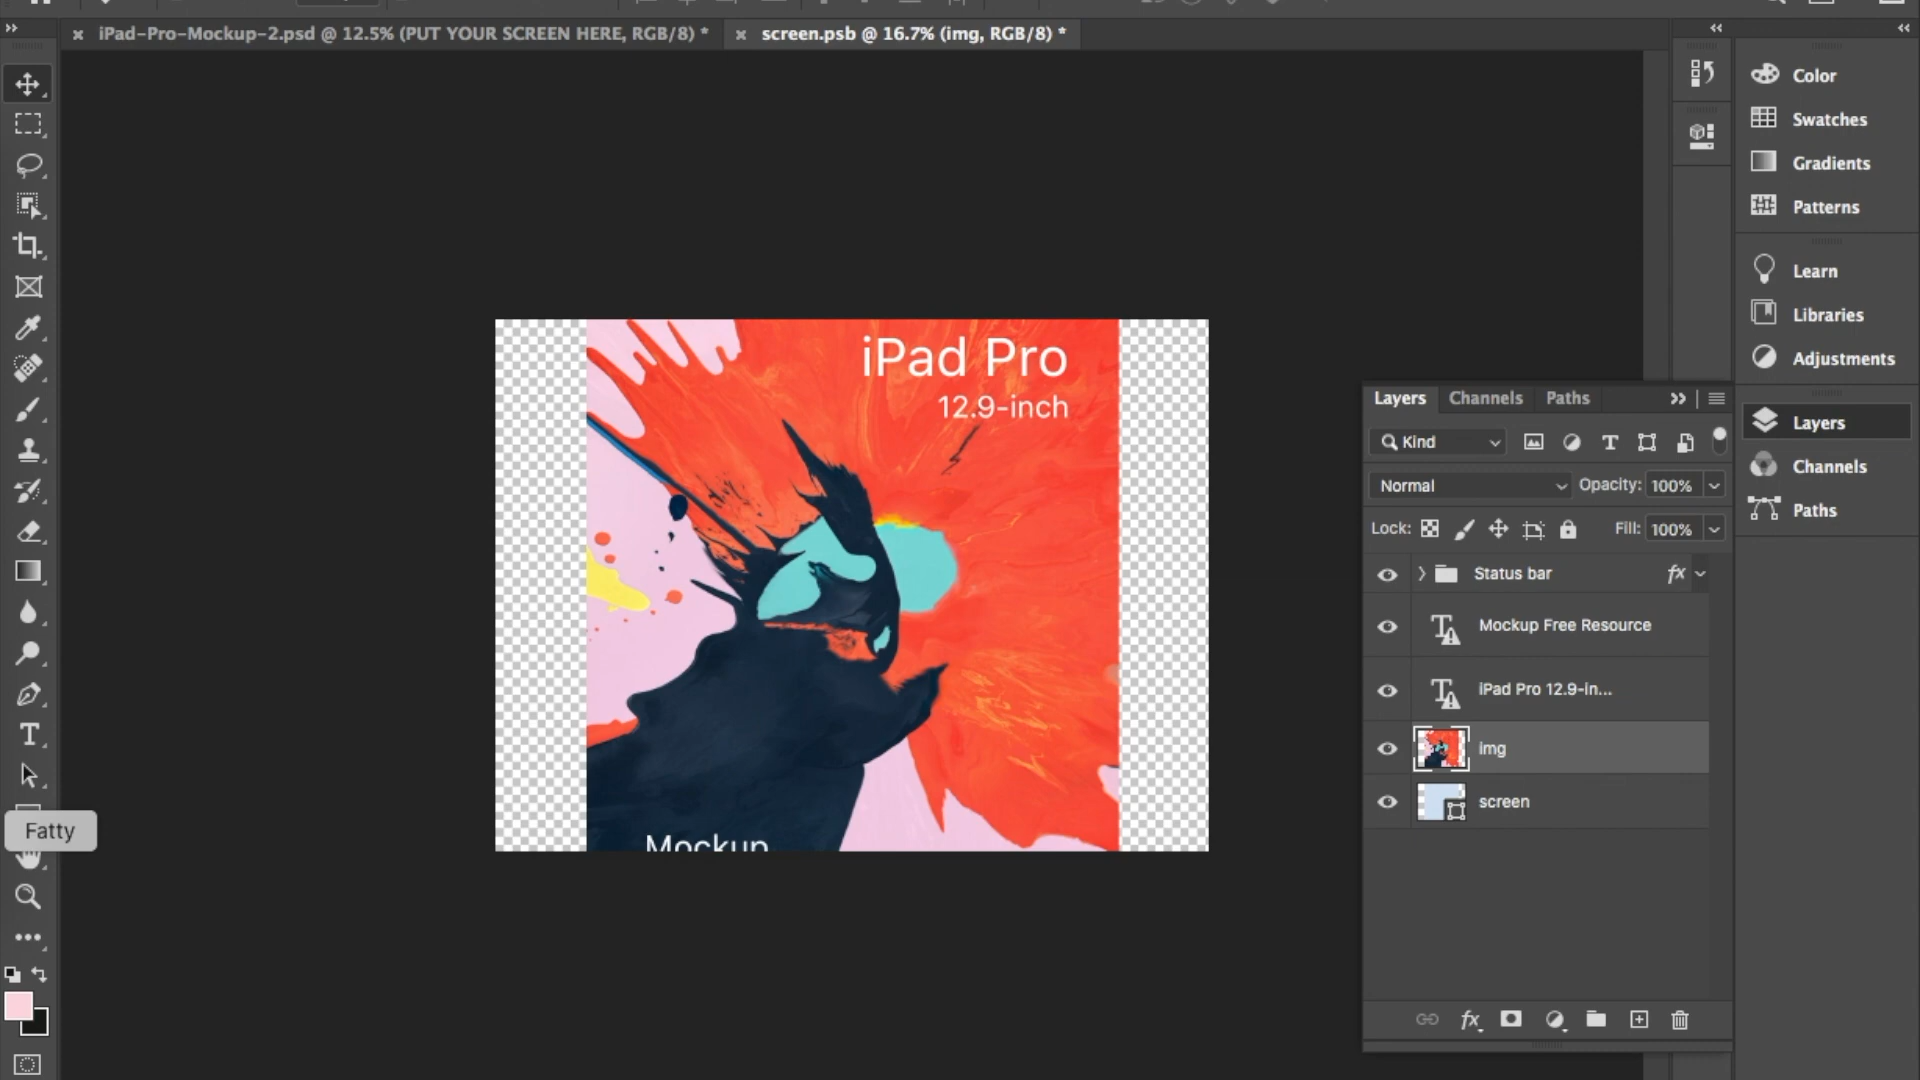 iPad-Pro-Mockup-2.psd @ 12.5% (PUT YOUR SCREEN HERE, RGB/8) *
screen.psb @ 16.7% (img, RGB/8) *
Color
Swatches
Gradients
Patterns
Learn
Libraries
Adjustments
Layers
Channels
Paths
iPad Pro
12.9-inch
Mockup
Layers Channels Paths
Kind
Normal Opacity: 100%
Lock: Fill: 100%
Status bar fx
Mockup Free Resource
iPad Pro 12.9-in...
img
screen
fx
Fatty